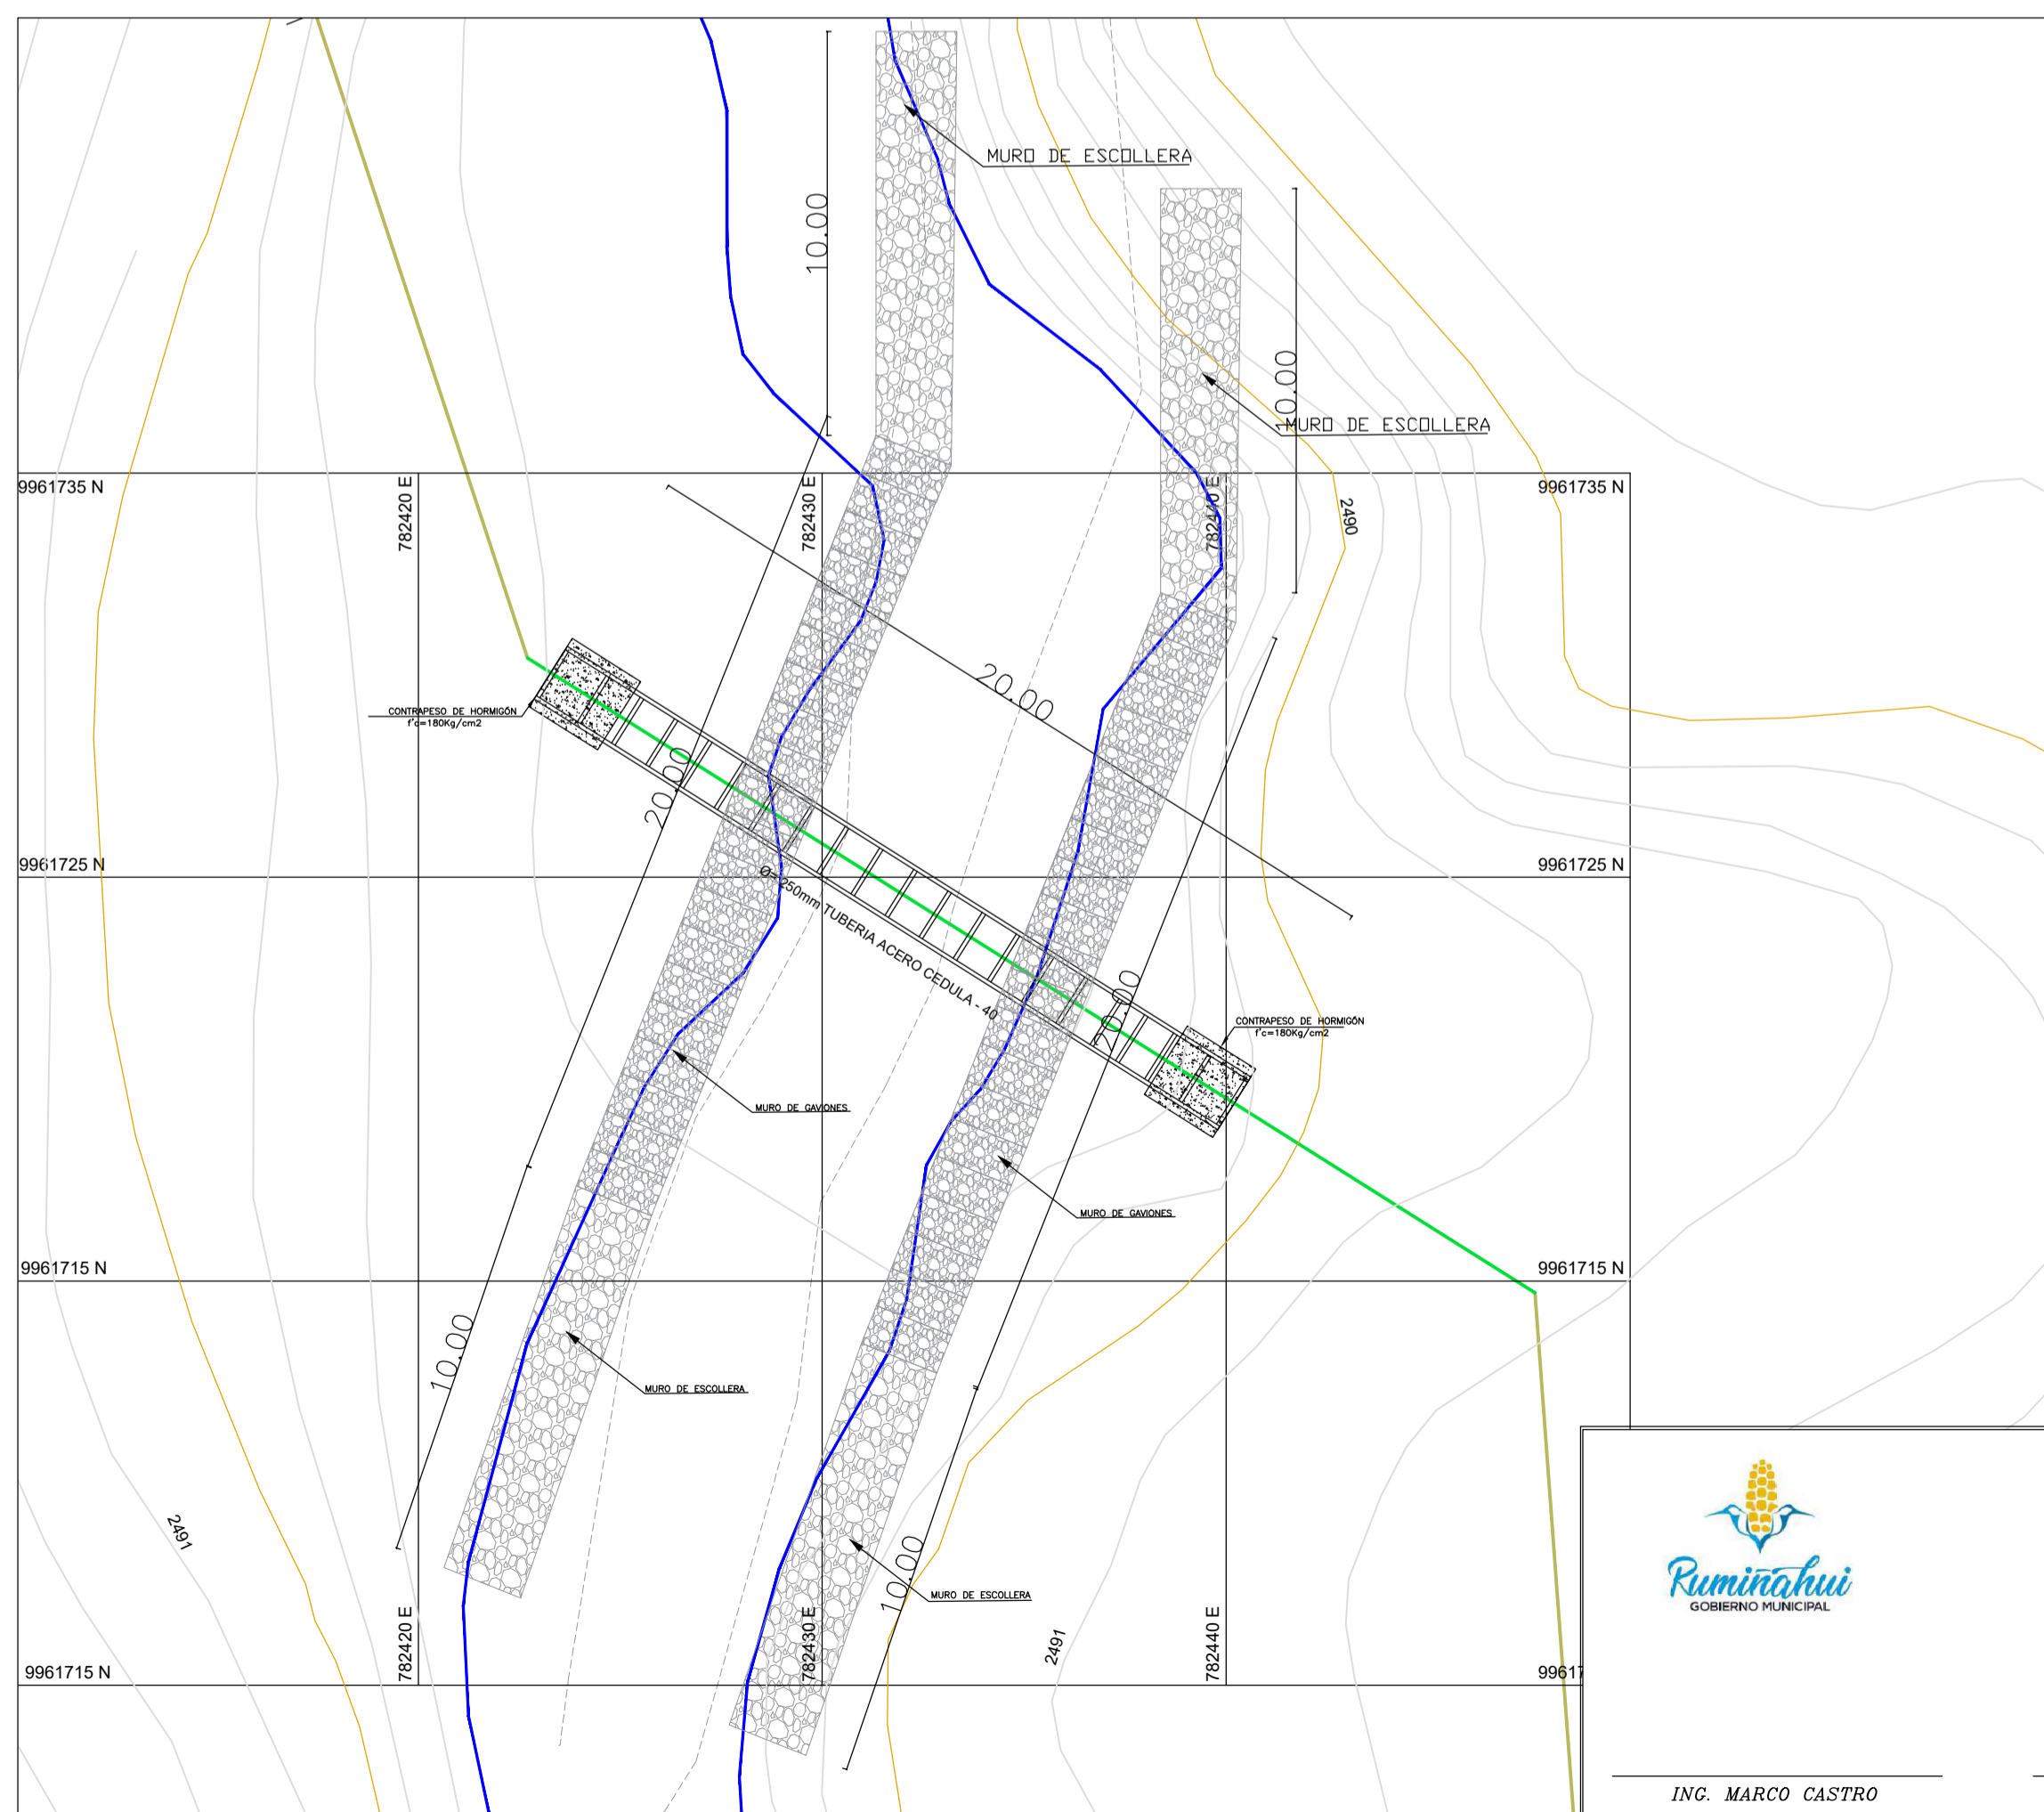 MURO DE ESCOLLERA
10.00
10.00
MURO DE ESCOLLERA
9961735 N
782420 E
782430 E
782440 E
2490
9961735 N
20.00
CONTRAPESO DE HORMIGÓN
f'c=180Kg/cm2
20.00
9961725 N
9961725 N
Ø= 250mm TUBERIA ACERO CEDULA - 40
20.00
CONTRAPESO DE HORMIGÓN
f'c=180Kg/cm2
MURO DE GAVIONES
MURO DE GAVIONES
9961715 N
9961715 N
10.00
MURO DE ESCOLLERA
2491
10.00
MURO DE ESCOLLERA
782420 E
782430 E
2491
782440 E
9961715 N
99617
Rumiñahui
GOBIERNO MUNICIPAL
ING. MARCO CASTRO